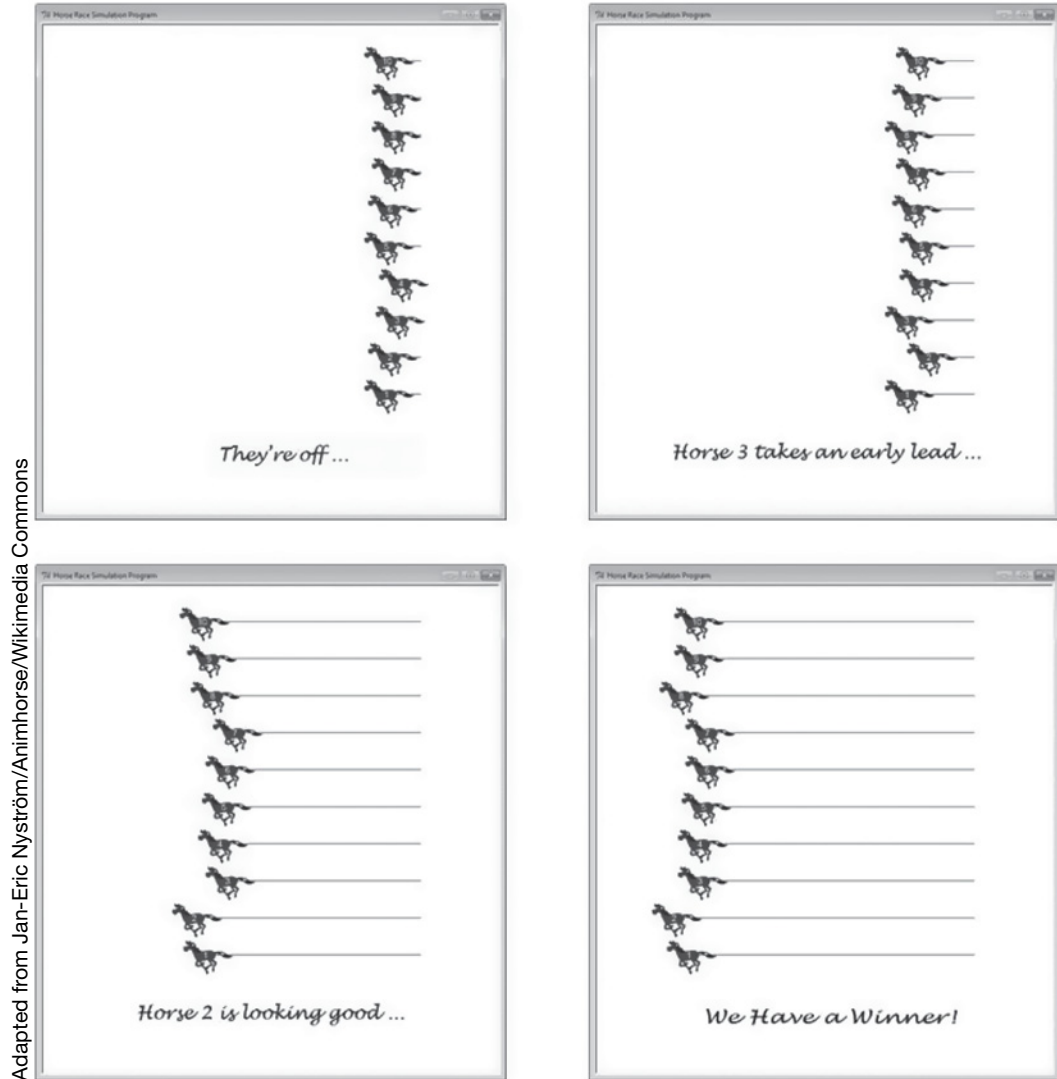 Horse Race Simulation Program
They're off ...
Horse Race Simulation Program
Horse 3 takes an early lead ...
Horse Race Simulation Program
Horse 2 is looking good ...
Horse Race Simulation Program
We Have a Winner!
Adapted from Jan-Eric Nyström/Animhorse/Wikimedia Commons